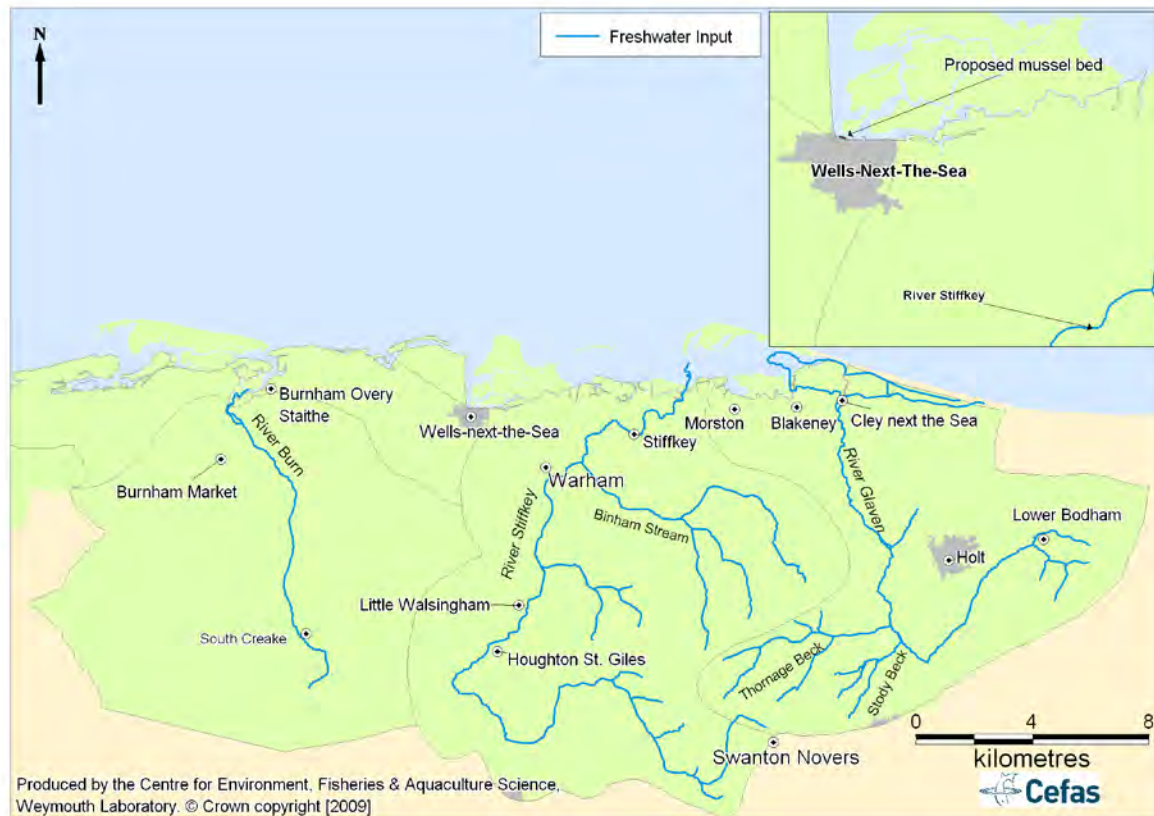 N
Freshwater Input
Proposed mussel bed
Wells-Next-The-Sea
River Stiffkey
Burnham Overy
Staithe
River Burn
Burnham Market
South Creake
Wells-next-the-Sea
Stiffkey
Morston
Blakeney
Cley next the Sea
Warham
River Stiffkey
Binham Stream
River Glaven
Lower Bodham
Holt
Little Walsingham
Houghton St. Giles
Thornage Beck
Stody Beck
Swanton Novers
0 4 8
kilometres
Cefas
Produced by the Centre for Environment, Fisheries & Aquaculture Science,
Weymouth Laboratory. © Crown copyright [2009]